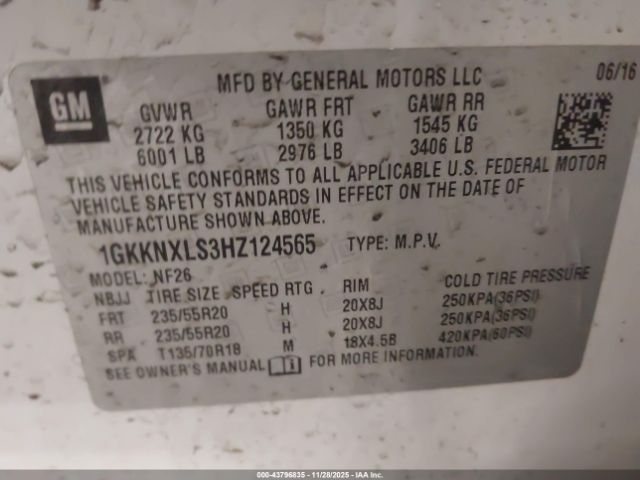 GM
MFD BY GENERAL MOTORS LLC 06/16
GVWR GAWR FRT GAWR RR
2722 KG 1350 KG 1545 KG
6001 LB 2976 LB 3406 LB
THIS VEHICLE CONFORMS TO ALL APPLICABLE U.S. FEDERAL MOTOR
VEHICLE SAFETY STANDARDS IN EFFECT ON THE DATE OF
MANUFACTURE SHOWN ABOVE.
1GKKNXLS3HZ124565 TYPE: M.P.V.
MODEL: NF26
NBJJ TIRE SIZE SPEED RTG RIM COLD TIRE PRESSURE
FRT 235/55R20 H 20X8J 250KPA(36PSI)
RR 235/55R20 H 20X8J 250KPA(36PSI)
SPA T135/70R18 M 18X4.5B 420KPA(60PSI)
SEE OWNER'S MANUAL FOR MORE INFORMATION.
000-43796835 - 11/28/2025 - IAA Inc.